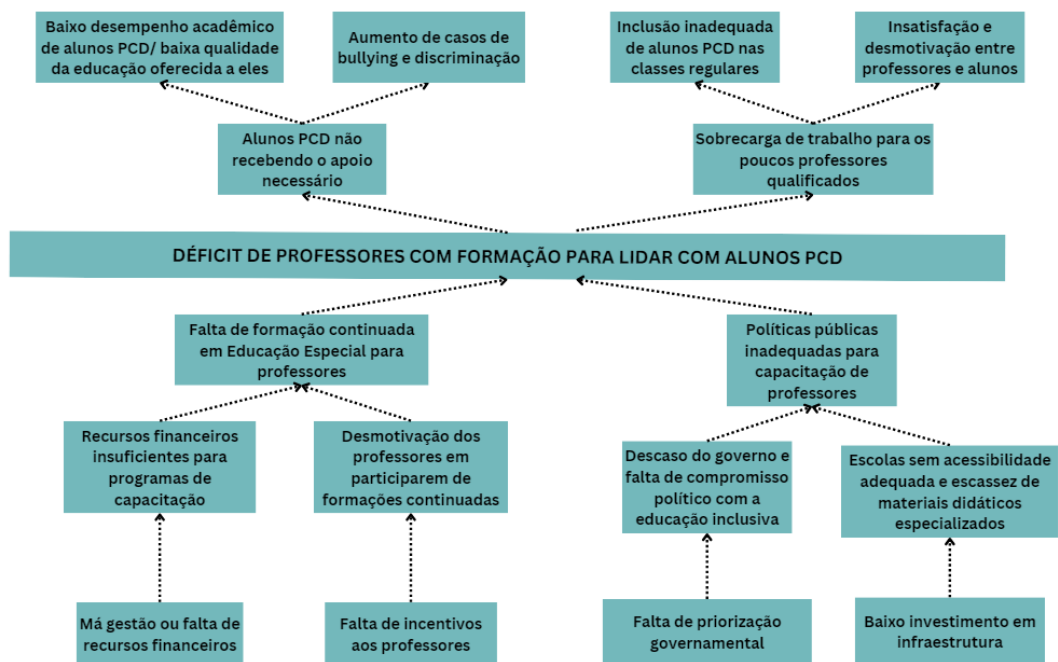 Baixo desempenho acadêmico
de alunos PCD/ baixa qualidade
da educação oferecida a eles
Aumento de casos de
bullying e discriminação
Inclusão inadequada
de alunos PCD nas
classes regulares
Insatisfação e
desmotivação entre
professores e alunos
Alunos PCD não
recebendo o apoio
necessário
Sobrecarga de trabalho para os
poucos professores
qualificados
DÉFICIT DE PROFESSORES COM FORMAÇÃO PARA LIDAR COM ALUNOS PCD
Falta de formação continuada
em Educação Especial para
professores
Políticas públicas
inadequadas para
capacitação de
professores
Recursos financeiros
insuficientes para
programas de
capacitação
Desmotivação dos
professores em
participarem de
formações continuadas
Descaso do governo e
falta de compromisso
político com a
educação inclusiva
Escolas sem acessibilidade
adequada e escassez de
materiais didáticos
especializados
Má gestão ou falta de
recursos financeiros
Falta de incentivos
aos professores
Falta de priorização
governamental
Baixo investimento em
infraestrutura